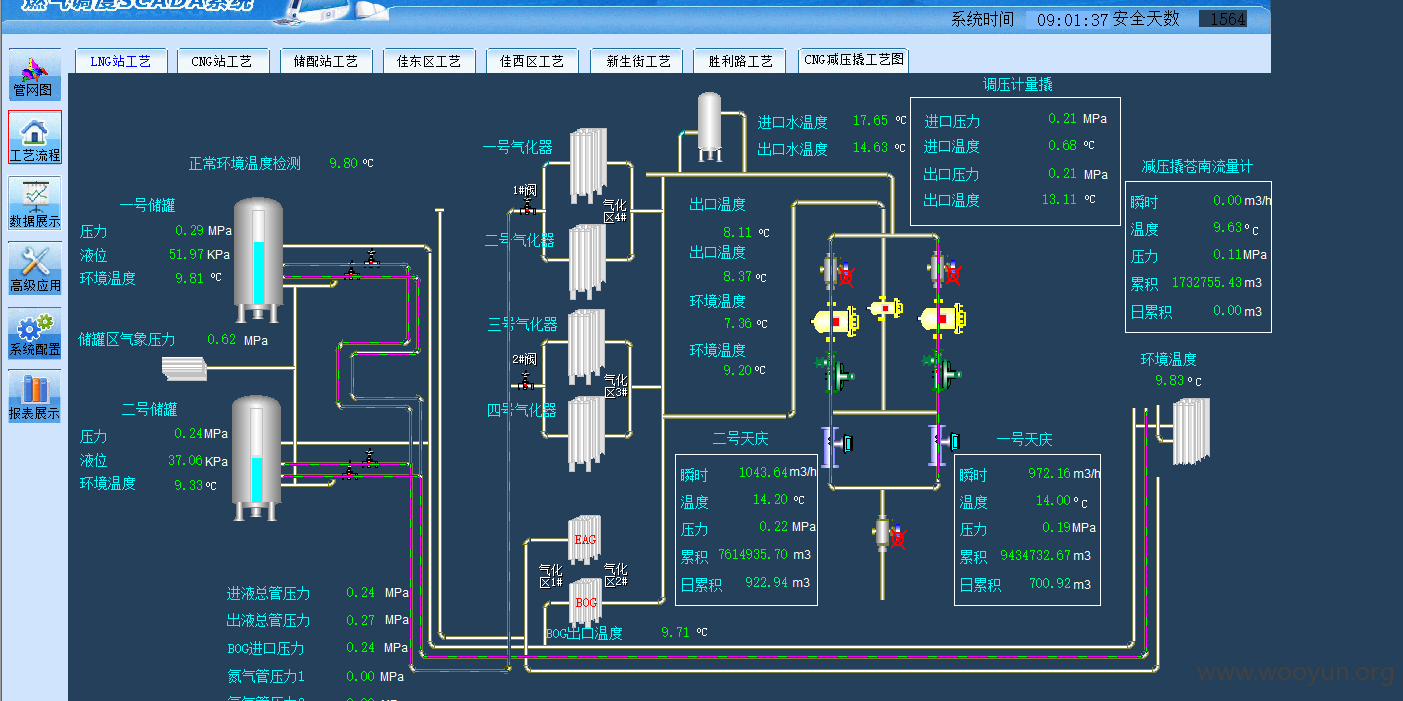 燃气调度SCADA系统
系统时间 09:01:37 安全天数 1564
LNG站工艺 CNG站工艺 储配站工艺 佳东区工艺 佳西区工艺 新生街工艺 胜利路工艺 CNG减压撬工艺图
管网图
工艺流程
数据展示
高级应用
系统配置
报表展示
正常环境温度检测 9.80 ℃
一号储罐
压力 0.29 MPa
液位 51.97 KPa
环境温度 9.81 ℃
储罐区气象压力 0.62 MPa
二号储罐
压力 0.24 MPa
液位 37.06 KPa
环境温度 9.33 ℃
进液总管压力 0.24 MPa
出液总管压力 0.27 MPa
BOG进口压力 0.24 MPa
氮气管压力1 0.00 MPa
一号气化器
1#阀
气化
区4#
二号气化器
三号气化器
2#阀
气化
区3#
四号气化器
EAG
气化
区1#
气化
区2#
BOG
BOG出口温度 9.71 ℃
进口水温度 17.65 ℃
出口水温度 14.63 ℃
出口温度
8.11 ℃
出口温度
8.37 ℃
环境温度
7.36 ℃
环境温度
9.20 ℃
调压计量撬
进口压力 0.21 MPa
进口温度 0.68 ℃
出口压力 0.21 MPa
出口温度 13.11 ℃
减压撬苍南流量计
瞬时 0.00 m3/h
温度 9.63 ℃
压力 0.11 MPa
累积 1732755.43 m3
日累积 0.00 m3
环境温度
9.83 ℃
二号天庆
瞬时 1043.64 m3/h
温度 14.20 ℃
压力 0.22 MPa
累积 7614935.70 m3
日累积 922.94 m3
一号天庆
瞬时 972.16 m3/h
温度 14.00 ℃
压力 0.19 MPa
累积 9434732.67 m3
日累积 700.92 m3
www.wooyun.org